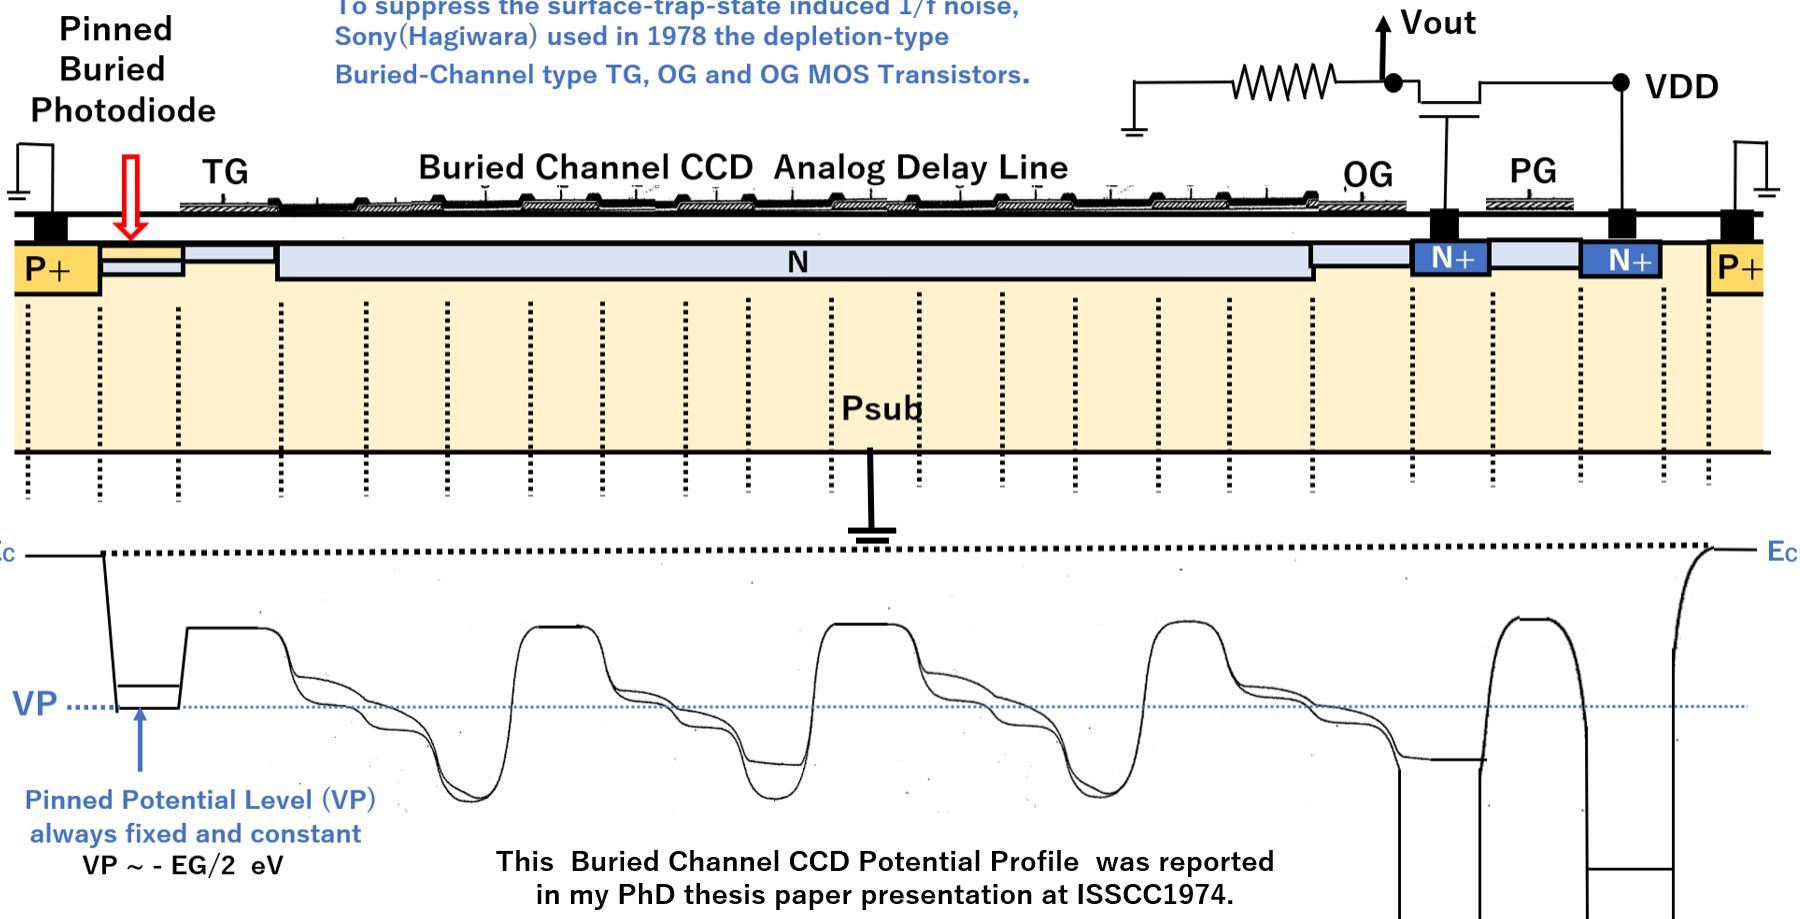 To suppress the surface-trap-state induced 1/f noise,
Sony(Hagiwara) used in 1978 the depletion-type
Buried-Channel type TG, OG and OG MOS Transistors.
Pinned
Buried
Photodiode
Vout
VDD
TG
Buried Channel CCD Analog Delay Line
OG
PG
P+
N
N+
N+
P+
Psub
Ec
Ec
VP
Pinned Potential Level (VP)
always fixed and constant
VP ~ - EG/2 eV
This Buried Channel CCD Potential Profile was reported
in my PhD thesis paper presentation at ISSCC1974.